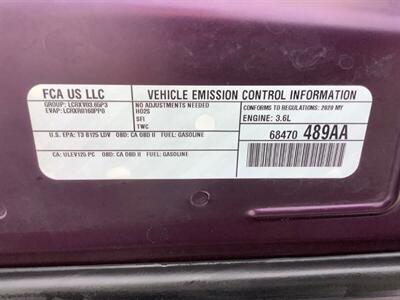 FCA US LLC
VEHICLE EMISSION CONTROL INFORMATION
GROUP: LCRXV03.65P3
EVAP: LCRXR0160PP0
NO ADJUSTMENTS NEEDED
HO2S
SFI
TWC
CONFORMS TO REGULATIONS: 2020 MY
ENGINE: 3.6L
68470 489AA
U.S. EPA: T3 B125 LDV OBD: CA OBD II FUEL: GASOLINE
CA: ULEV125 PC OBD: CA OBD II FUEL: GASOLINE